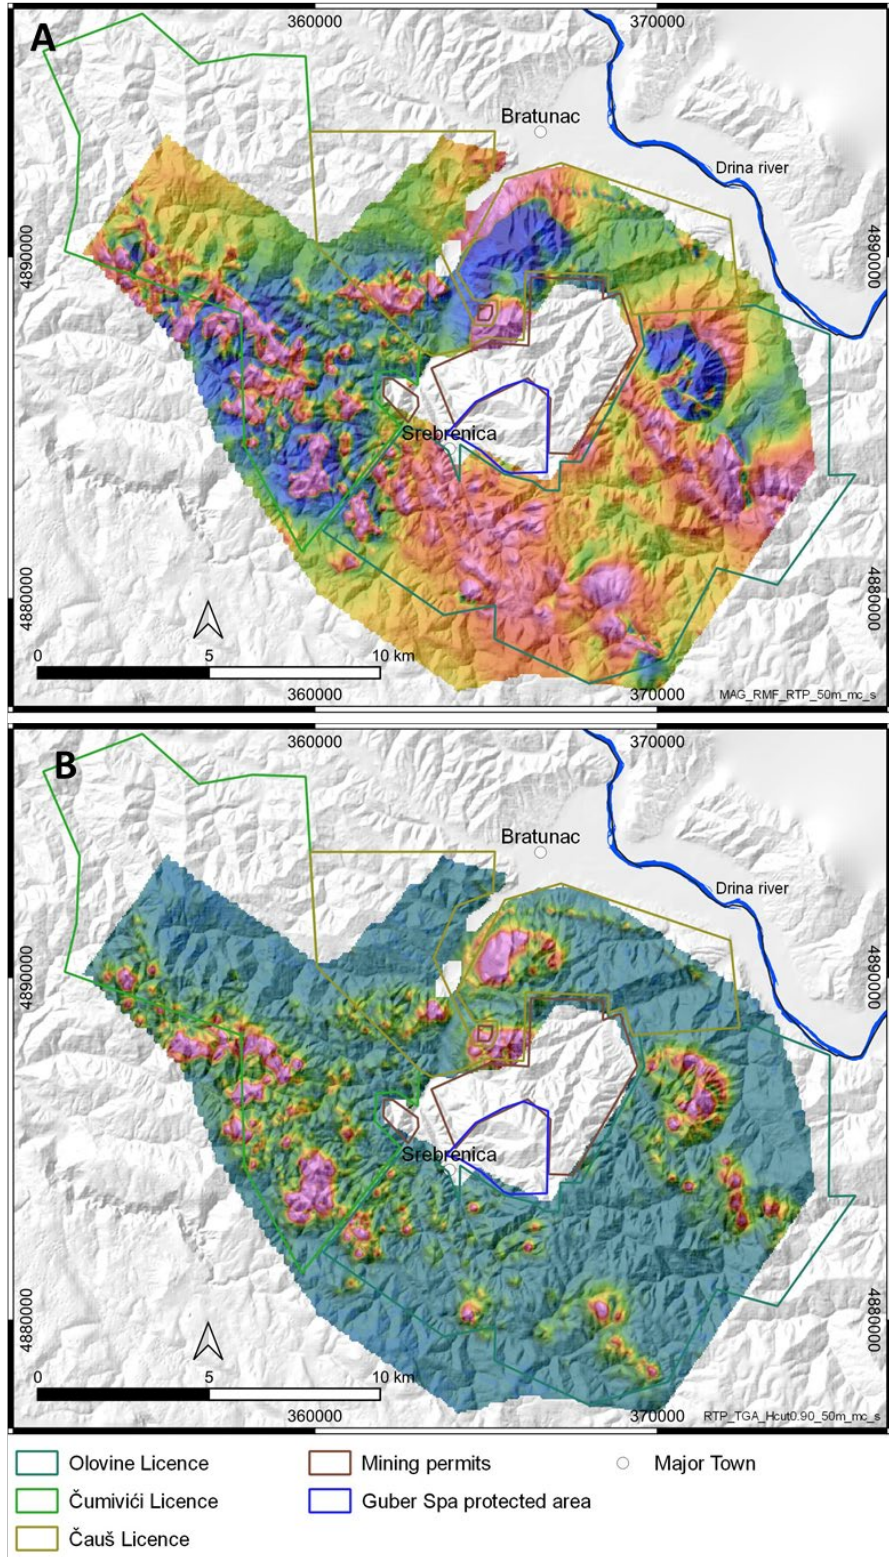 A
360000
370000
Bratunac
Drina river
4890000
4890000
Srebrenica
4880000
4880000
0
5
10 km
360000
370000
MAG_RMF_RTP_50m_mc_s
B
360000
370000
Bratunac
Drina river
4890000
4890000
Srebrenica
4880000
4880000
0
5
10 km
360000
370000
RTP_TGA_Hcut0.90_50m_mc_s
Olovine Licence
Mining permits
Major Town
Čumivići Licence
Guber Spa protected area
Čauš Licence